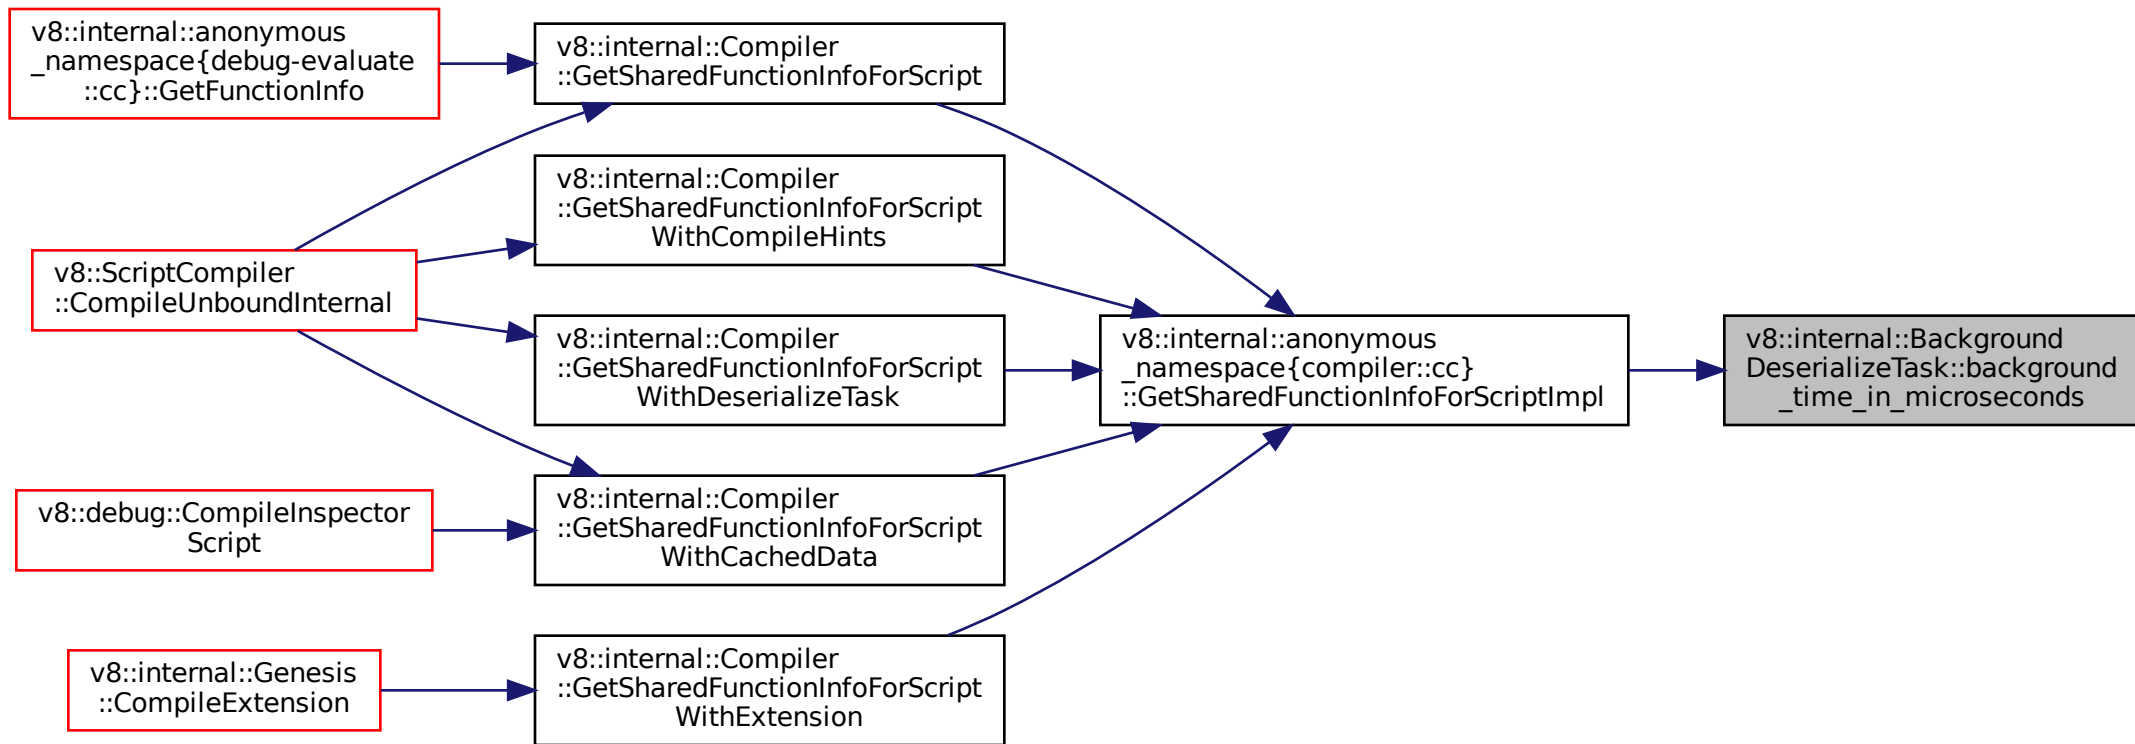 v8::internal::anonymous
_namespace{debug-evaluate
::cc}::GetFunctionInfo
v8::internal::Compiler
::GetSharedFunctionInfoForScript
v8::internal::Compiler
::GetSharedFunctionInfoForScript
WithCompileHints
v8::ScriptCompiler
::CompileUnboundInternal
v8::internal::Compiler
::GetSharedFunctionInfoForScript
WithDeserializeTask
v8::internal::anonymous
_namespace{compiler::cc}
::GetSharedFunctionInfoForScriptImpl
v8::internal::Background
DeserializeTask::background
_time_in_microseconds
v8::debug::CompileInspector
Script
v8::internal::Compiler
::GetSharedFunctionInfoForScript
WithCachedData
v8::internal::Genesis
::CompileExtension
v8::internal::Compiler
::GetSharedFunctionInfoForScript
WithExtension